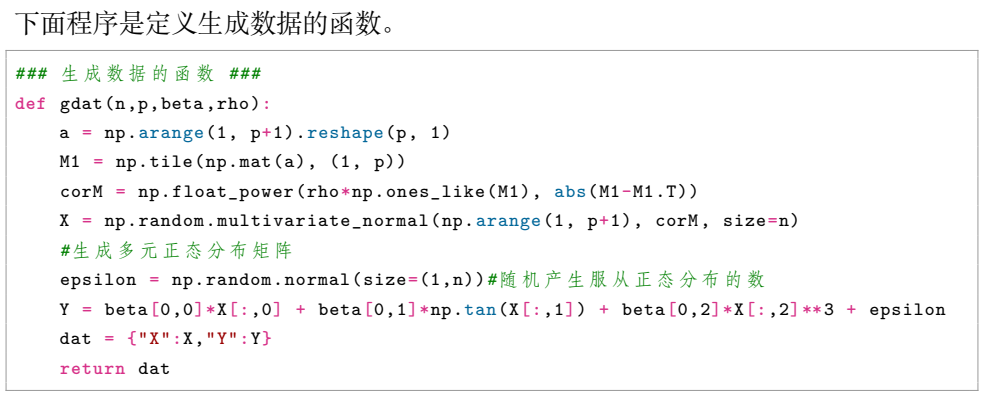 下面程序是定义生成数据的函数。
### 生成数据的函数 ###
def gdat(n,p,beta,rho):
    a = np.arange(1, p+1).reshape(p, 1)
    M1 = np.tile(np.mat(a), (1, p))
    corM = np.float_power(rho*np.ones_like(M1), abs(M1-M1.T))
    X = np.random.multivariate_normal(np.arange(1, p+1), corM, size=n)
    #生成多元正态分布矩阵
    epsilon = np.random.normal(size=(1,n))#随机产生服从正态分布的数
    Y = beta[0,0]*X[:,0] + beta[0,1]*np.tan(X[:,1]) + beta[0,2]*X[:,2]**3 + epsilon
    dat = {"X":X,"Y":Y}
    return dat